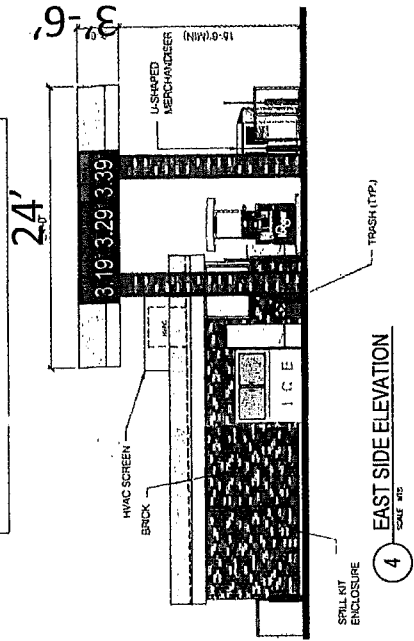 24'
3'-6"
15'-6"(MIN)
3.19 3.29 3.39
U-SHAPED
MERCHANDISER
HVAC SCREEN
BRICK
ICE
TRASH (TYP.)
SPILL KIT
ENCLOSURE
4 EAST SIDE ELEVATION
SCALE NTS